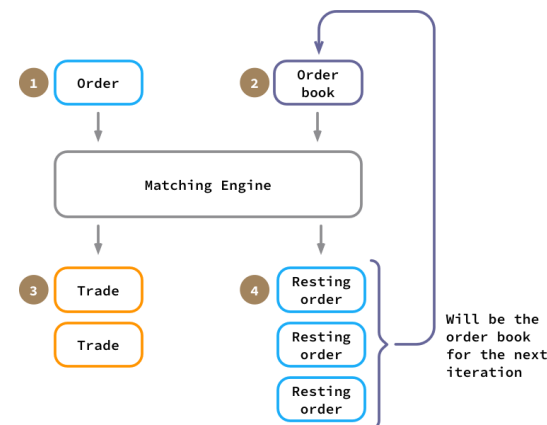 1
Order
2
Order
book
Matching Engine
3
Trade
Trade
4
Resting
order
Resting
order
Resting
order
Will be the
order book
for the next
iteration